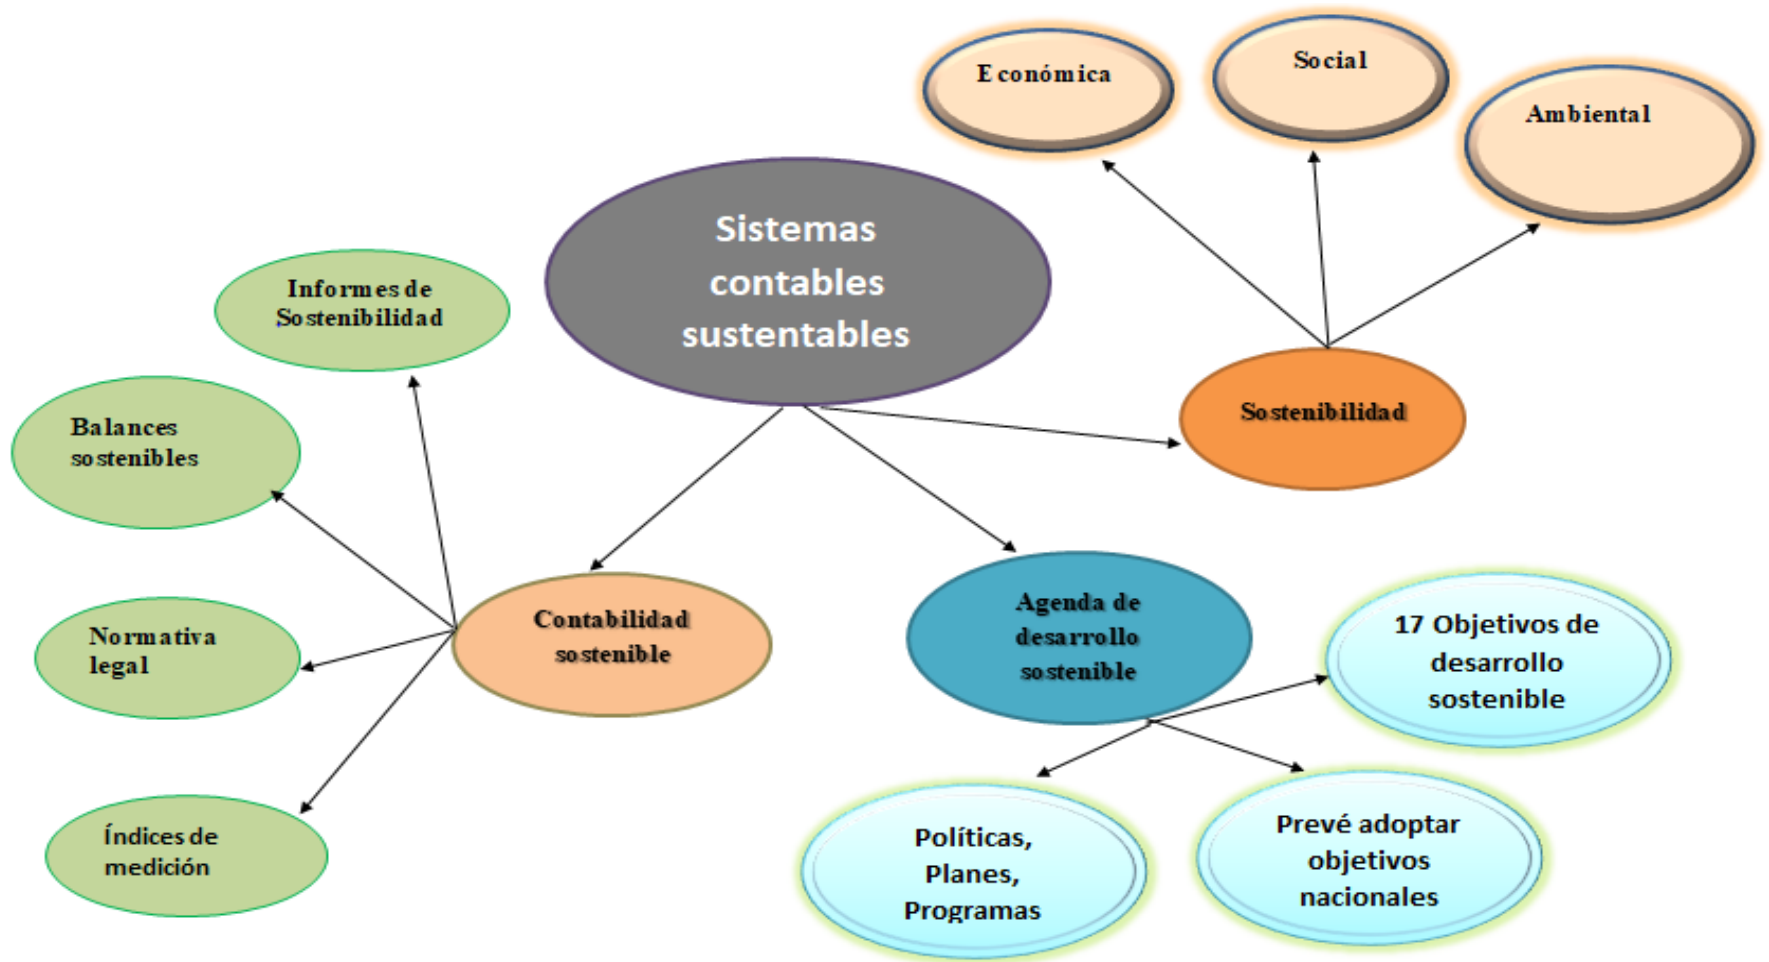 Económica
Social
Ambiental
Sistemas
contables
sustentables
Informes de
Sostenibilidad
Balances
sostenibles
Sostenibilidad
Normativa
legal
Contabilidad
sostenible
Agenda de
desarrollo
sostenible
17 Objetivos de
desarrollo
sostenible
Índices de
medición
Políticas,
Planes,
Programas
Prevé adoptar
objetivos
nacionales